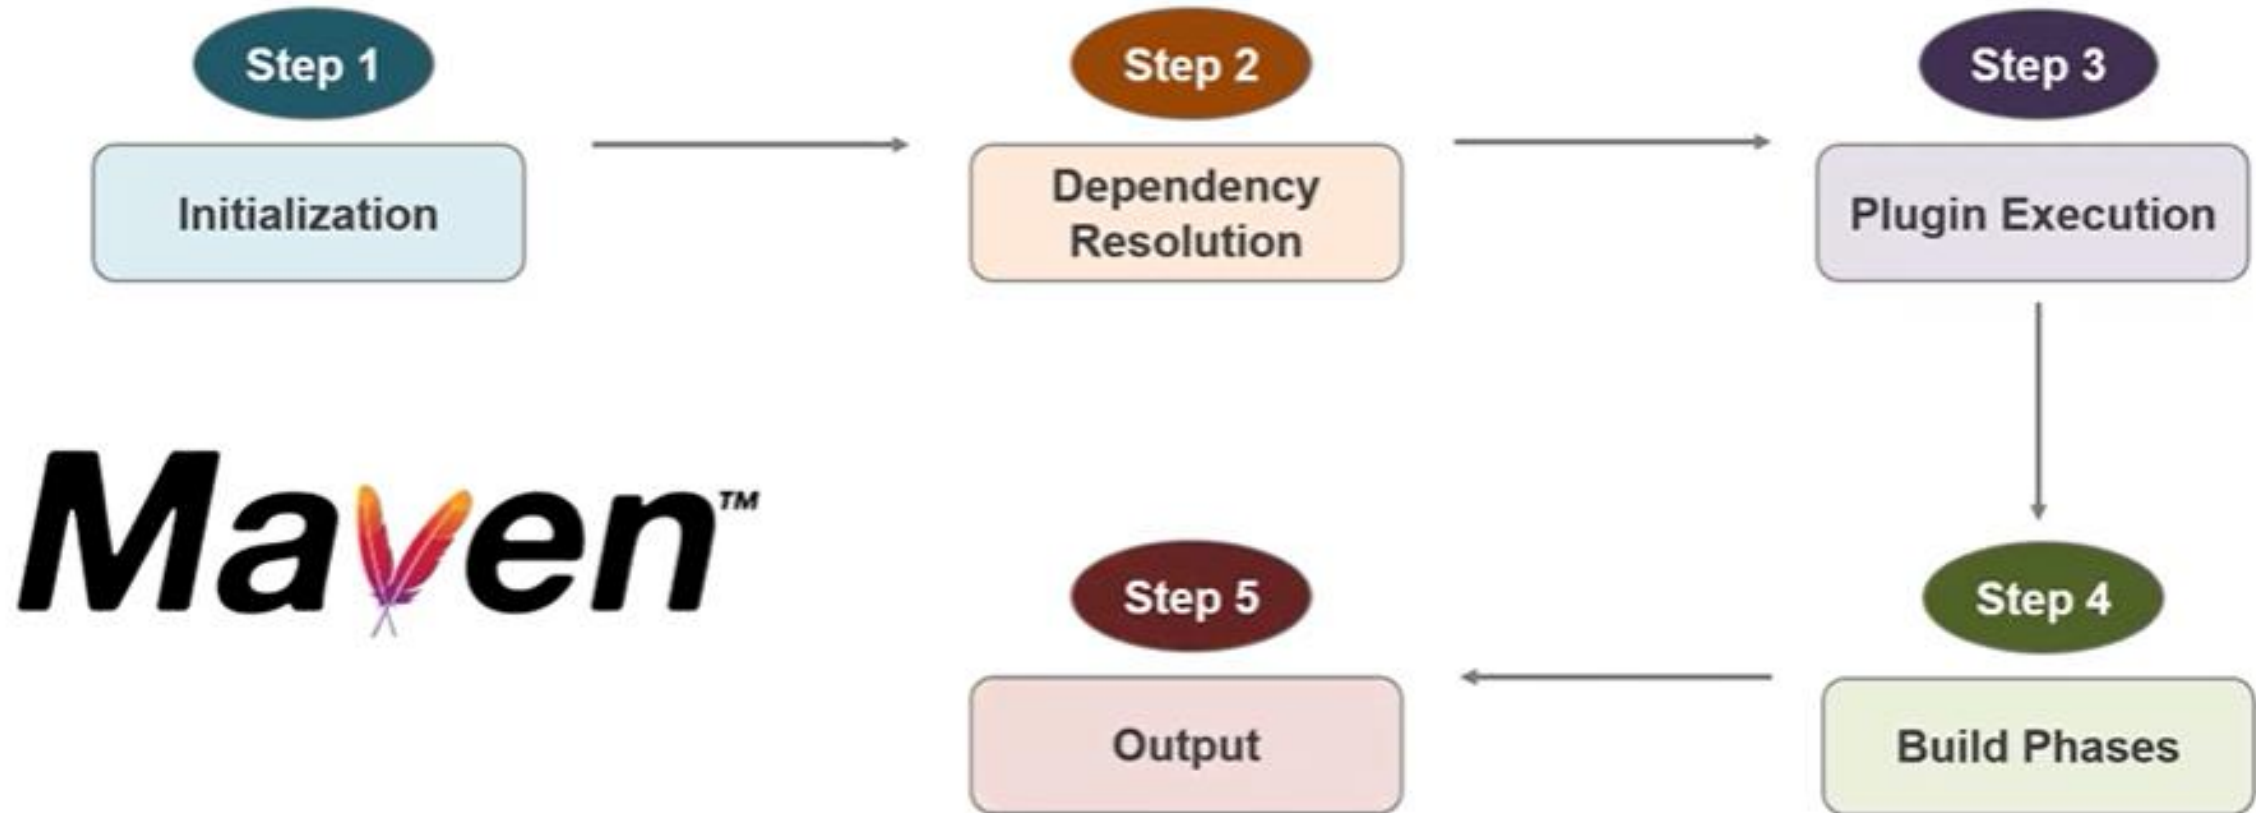 Step 1
Initialization
Step 2
Dependency
Resolution
Step 3
Plugin Execution
Step 4
Build Phases
Step 5
Output
Maven™